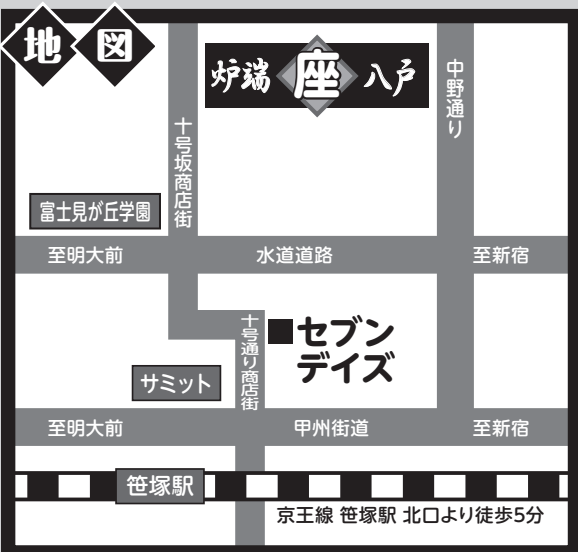 地図
炉端 座 八戸
中野通り
十号坂商店街
富士見が丘学園
至明大前
水道道路
至新宿
十号通り商店街
■セブン
デイズ
サミット
至明大前
甲州街道
至新宿
笹塚駅
京王線 笹塚駅 北口より徒歩5分